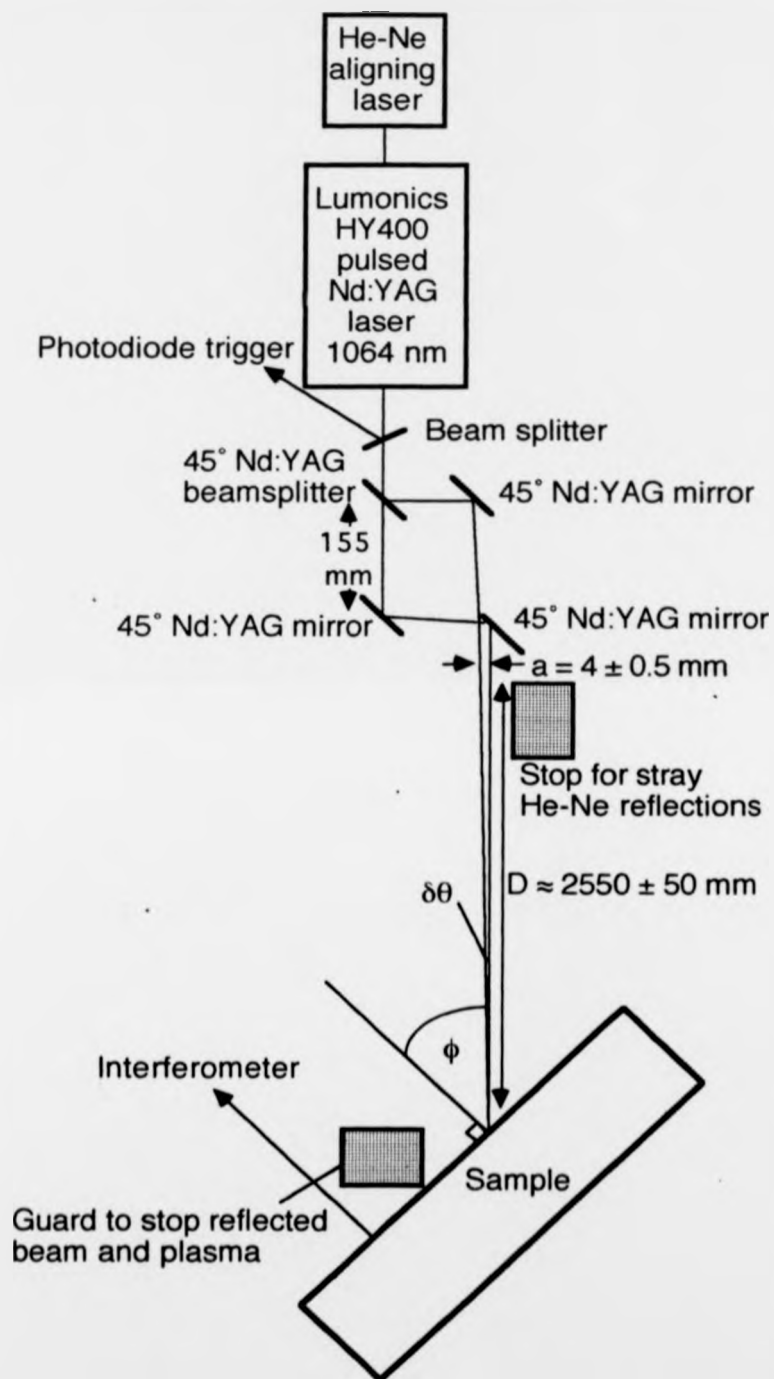 He-Ne
aligning
laser
Lumonics
HY400
pulsed
Nd:YAG
laser
1064 nm
Photodiode trigger
Beam splitter
45° Nd:YAG
beamsplitter
45° Nd:YAG mirror
155
mm
45° Nd:YAG mirror
45° Nd:YAG mirror
a = 4 ± 0.5 mm
Stop for stray
He-Ne reflections
D ≈ 2550 ± 50 mm
δθ
ϕ
Interferometer
Sample
Guard to stop reflected
beam and plasma